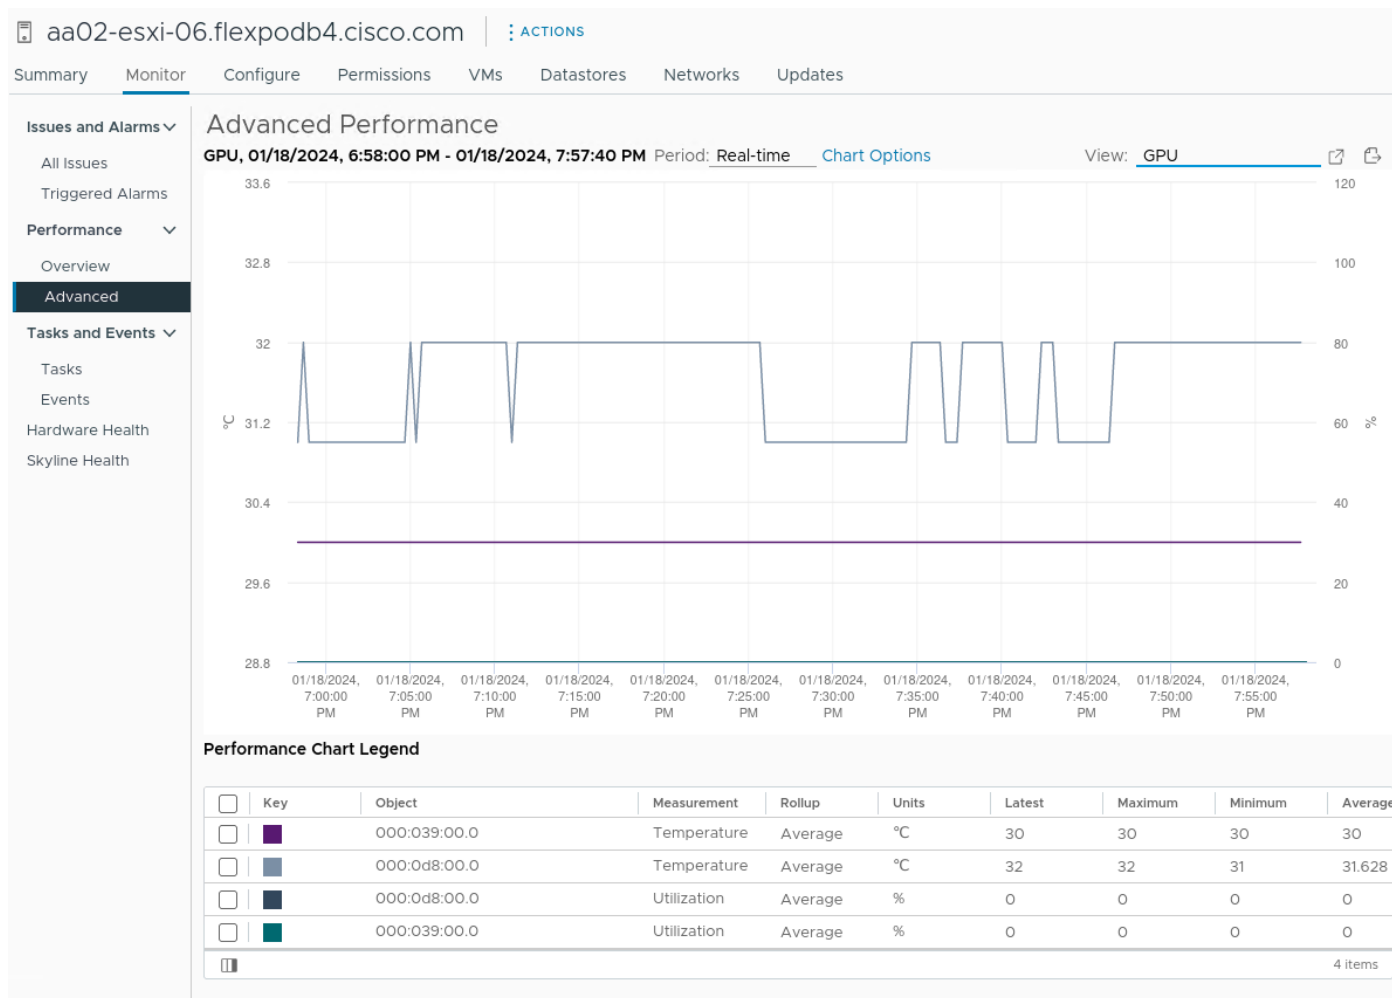 aa02-esxi-06.flexpodb4.cisco.com
ACTIONS
Summary Monitor Configure Permissions VMs Datastores Networks Updates
Issues and Alarms
All Issues
Triggered Alarms
Performance
Overview
Advanced
Tasks and Events
Tasks
Events
Hardware Health
Skyline Health
Advanced Performance
GPU, 01/18/2024, 6:58:00 PM - 01/18/2024, 7:57:40 PM Period: Real-time Chart Options View: GPU
33.6 120
32.8 100
32 80
°C 31.2 60 %
30.4 40
29.6 20
28.8 0
01/18/2024, 01/18/2024, 01/18/2024, 01/18/2024, 01/18/2024, 01/18/2024, 01/18/2024, 01/18/2024, 01/18/2024, 01/18/2024, 01/18/2024, 01/18/2024,
7:00:00 7:05:00 7:10:00 7:15:00 7:20:00 7:25:00 7:30:00 7:35:00 7:40:00 7:45:00 7:50:00 7:55:00
PM PM PM PM PM PM PM PM PM PM PM PM
Performance Chart Legend
Key Object Measurement Rollup Units Latest Maximum Minimum Average
000:039:00.0 Temperature Average °C 30 30 30 30
000:0d8:00.0 Temperature Average °C 32 32 31 31.628
000:0d8:00.0 Utilization Average % 0 0 0 0
000:039:00.0 Utilization Average % 0 0 0 0
4 items